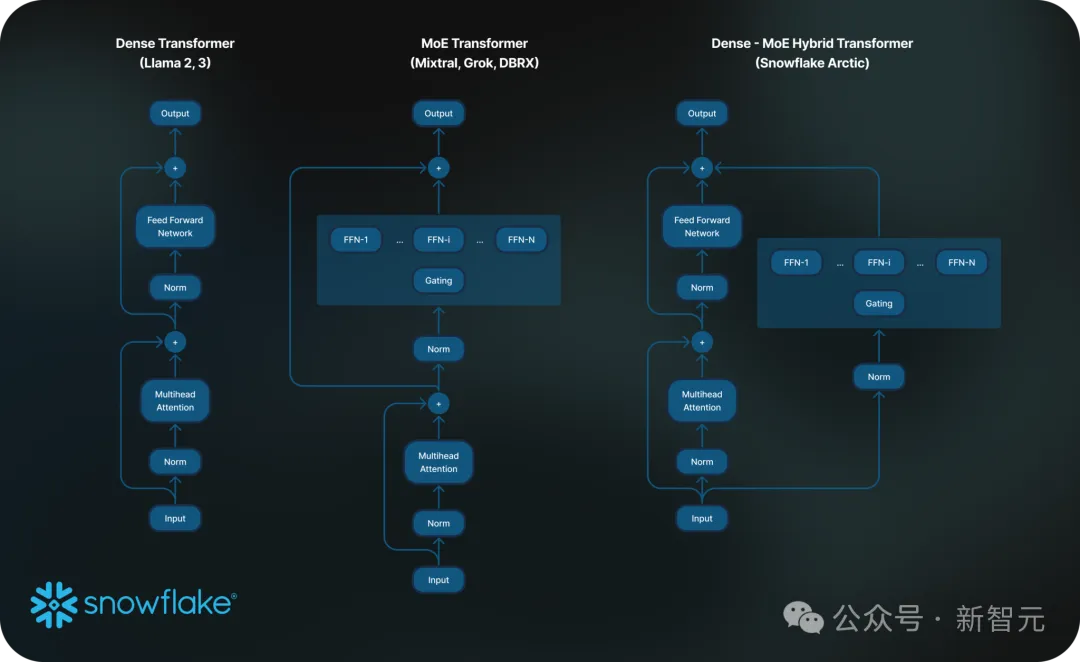 Dense Transformer
(Llama 2, 3)
Output
+
Feed Forward
Network
Norm
+
Multihead
Attention
Norm
Input
MoE Transformer
(Mixtral, Grok, DBRX)
Output
+
FFN-1 ... FFN-i ... FFN-N
Gating
Norm
+
Multihead
Attention
Norm
Input
Dense - MoE Hybrid Transformer
(Snowflake Arctic)
Output
+
Feed Forward
Network
Norm
+
Multihead
Attention
Norm
Input
FFN-1 ... FFN-i ... FFN-N
Gating
Norm
snowflake®
公众号 · 新智元